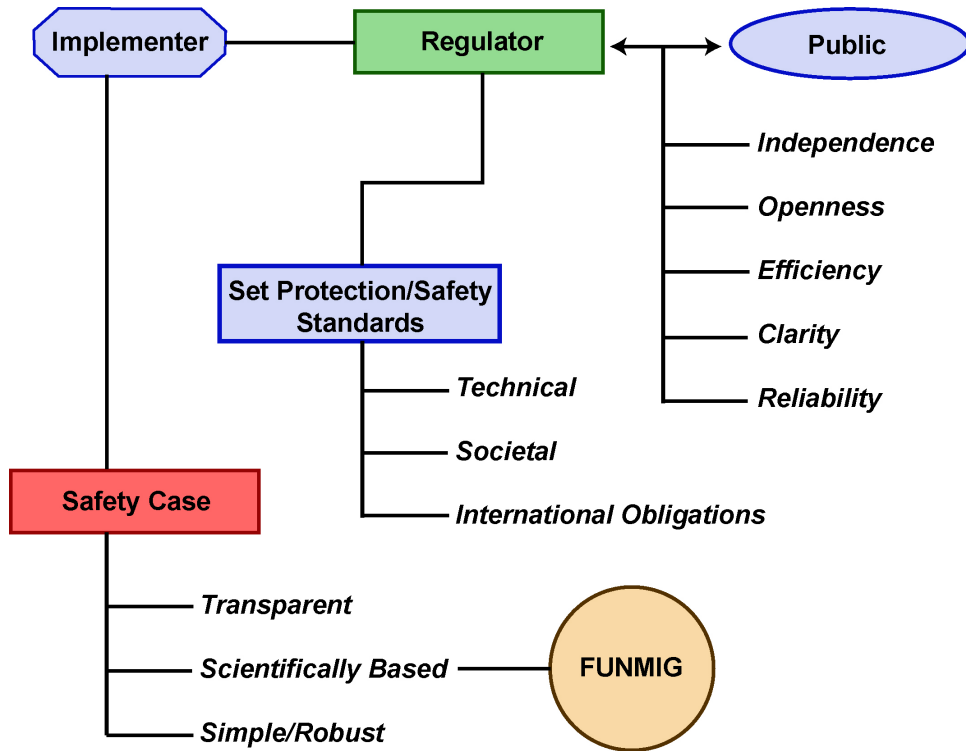 Implementer
Regulator
Public
Independence
Openness
Efficiency
Clarity
Reliability
Set Protection/Safety
Standards
Technical
Societal
International Obligations
Safety Case
Transparent
Scientifically Based
FUNMIG
Simple/Robust